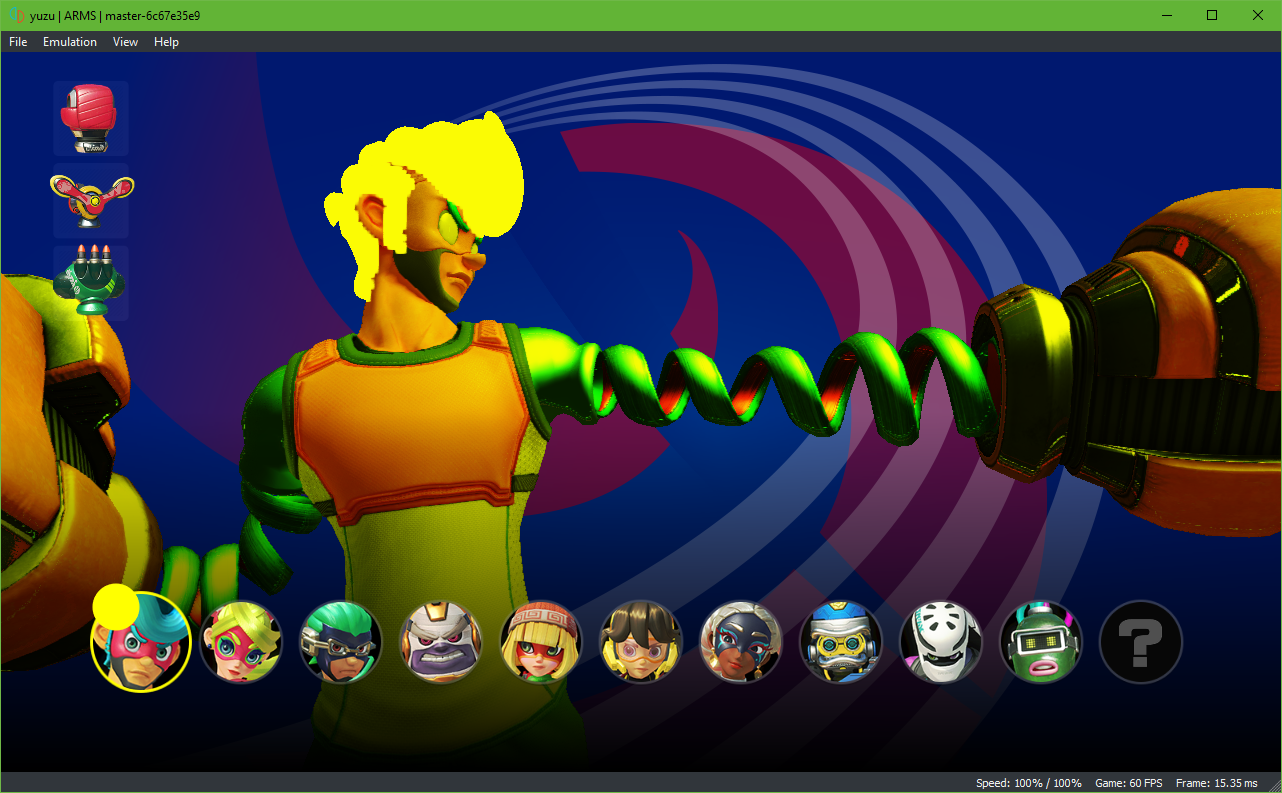 yuzu | ARMS | master-6c67e35e9
File Emulation View Help
?
Speed: 100% / 100% Game: 60 FPS Frame: 15.35 ms